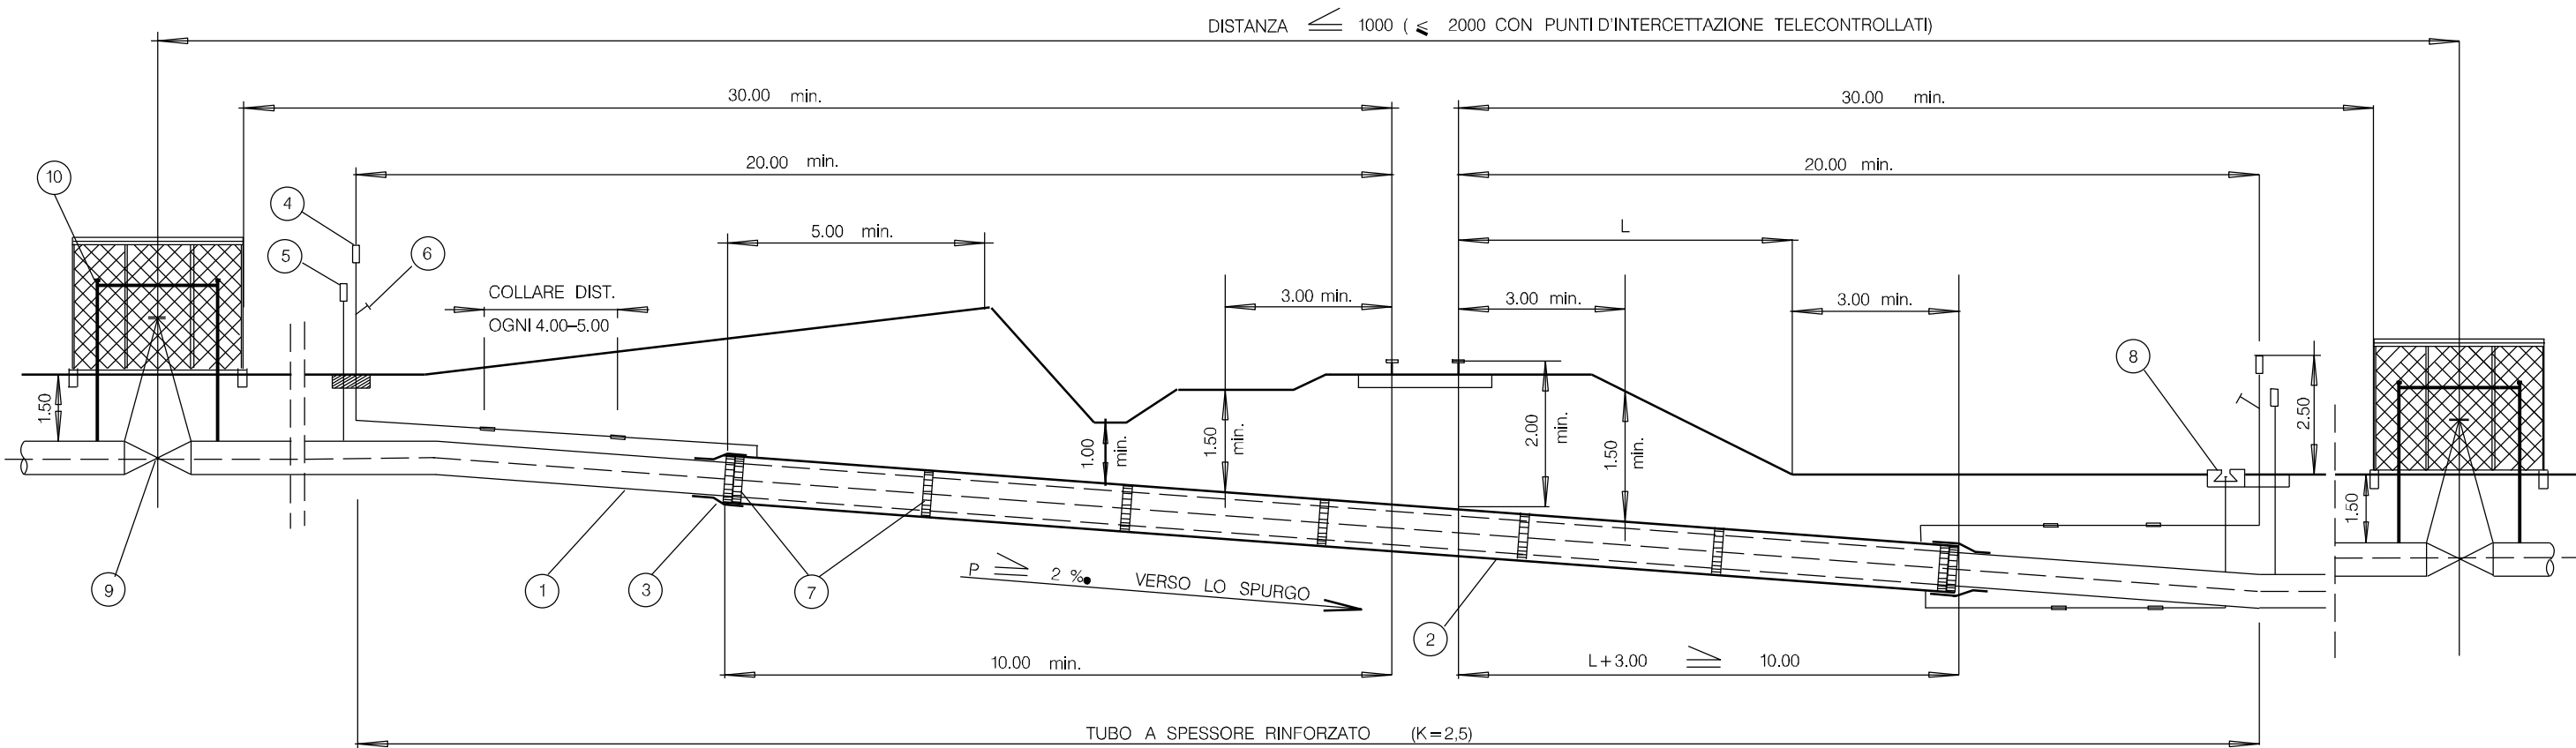 DISTANZA ≦ 1000 ( ⩽ 2000 CON PUNTI D'INTERCETTAZIONE TELECONTROLLATI)
30.00 min.
30.00 min.
20.00 min.
20.00 min.
10
4
5
6
5.00 min.
L
COLLARE DIST.
OGNI 4.00–5.00
3.00 min.
3.00 min.
3.00 min.
8
1.50
1.00 min.
1.50 min.
2.00 min.
1.50 min.
2.50
1.50
9
1
3
7
P ≧ 2 ‰ VERSO LO SPURGO
2
10.00 min.
L+3.00 ≧ 10.00
TUBO A SPESSORE RINFORZATO (K=2,5)